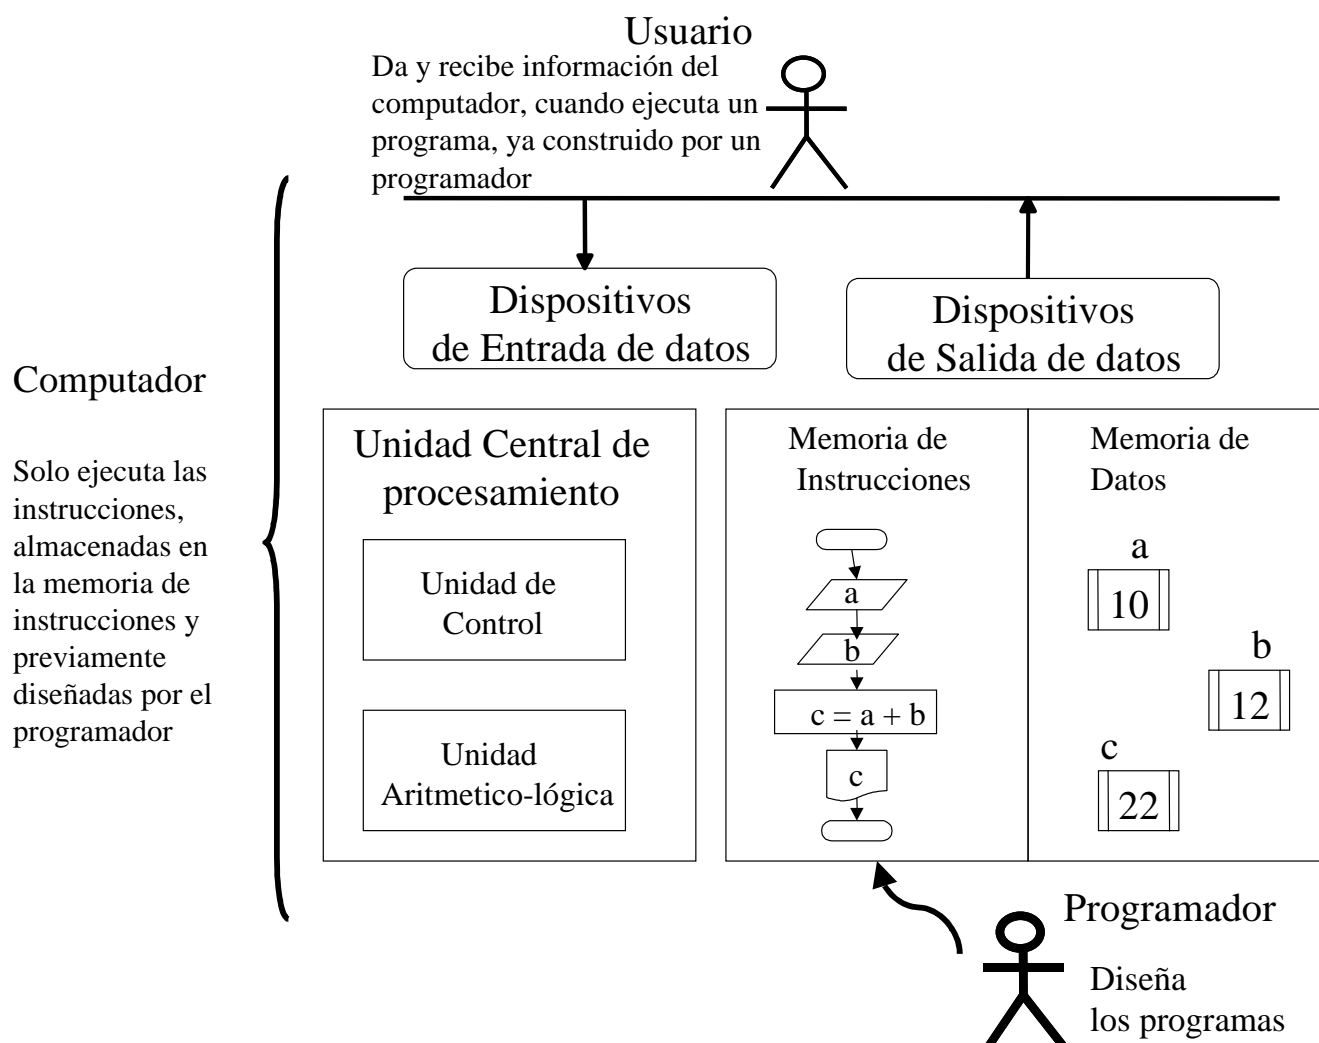 Usuario
Da y recibe información del
computador, cuando ejecuta un
programa, ya construido por un
programador
Dispositivos
de Entrada de datos
Dispositivos
de Salida de datos
Computador
Solo ejecuta las
instrucciones,
almacenadas en
la memoria de
instrucciones y
previamente
diseñadas por el
programador
Unidad Central de
procesamiento
Unidad de
Control
Unidad
Aritmetico-lógica
Memoria de
Instrucciones
a
b
c = a + b
c
Memoria de
Datos
a
10
b
12
c
22
Programador
Diseña
los programas